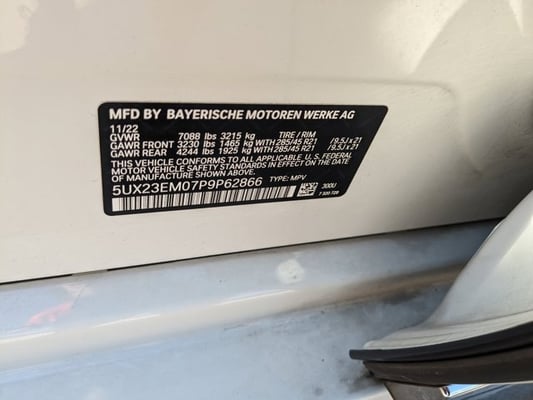 MFD BY BAYERISCHE MOTOREN WERKE AG
11/22
GVWR 7088 lbs 3215 kg TIRE / RIM
GAWR FRONT 3230 lbs 1465 kg WITH 285/45 R21 / 9.5J x 21
GAWR REAR 4244 lbs 1925 kg WITH 285/45 R21 / 9.5J x 21
THIS VEHICLE CONFORMS TO ALL APPLICABLE U.S. FEDERAL
MOTOR VEHICLE SAFETY STANDARDS IN EFFECT ON THE DATE
OF MANUFACTURE SHOWN ABOVE.
5UX23EM07P9P62866 TYPE: MPV
300U